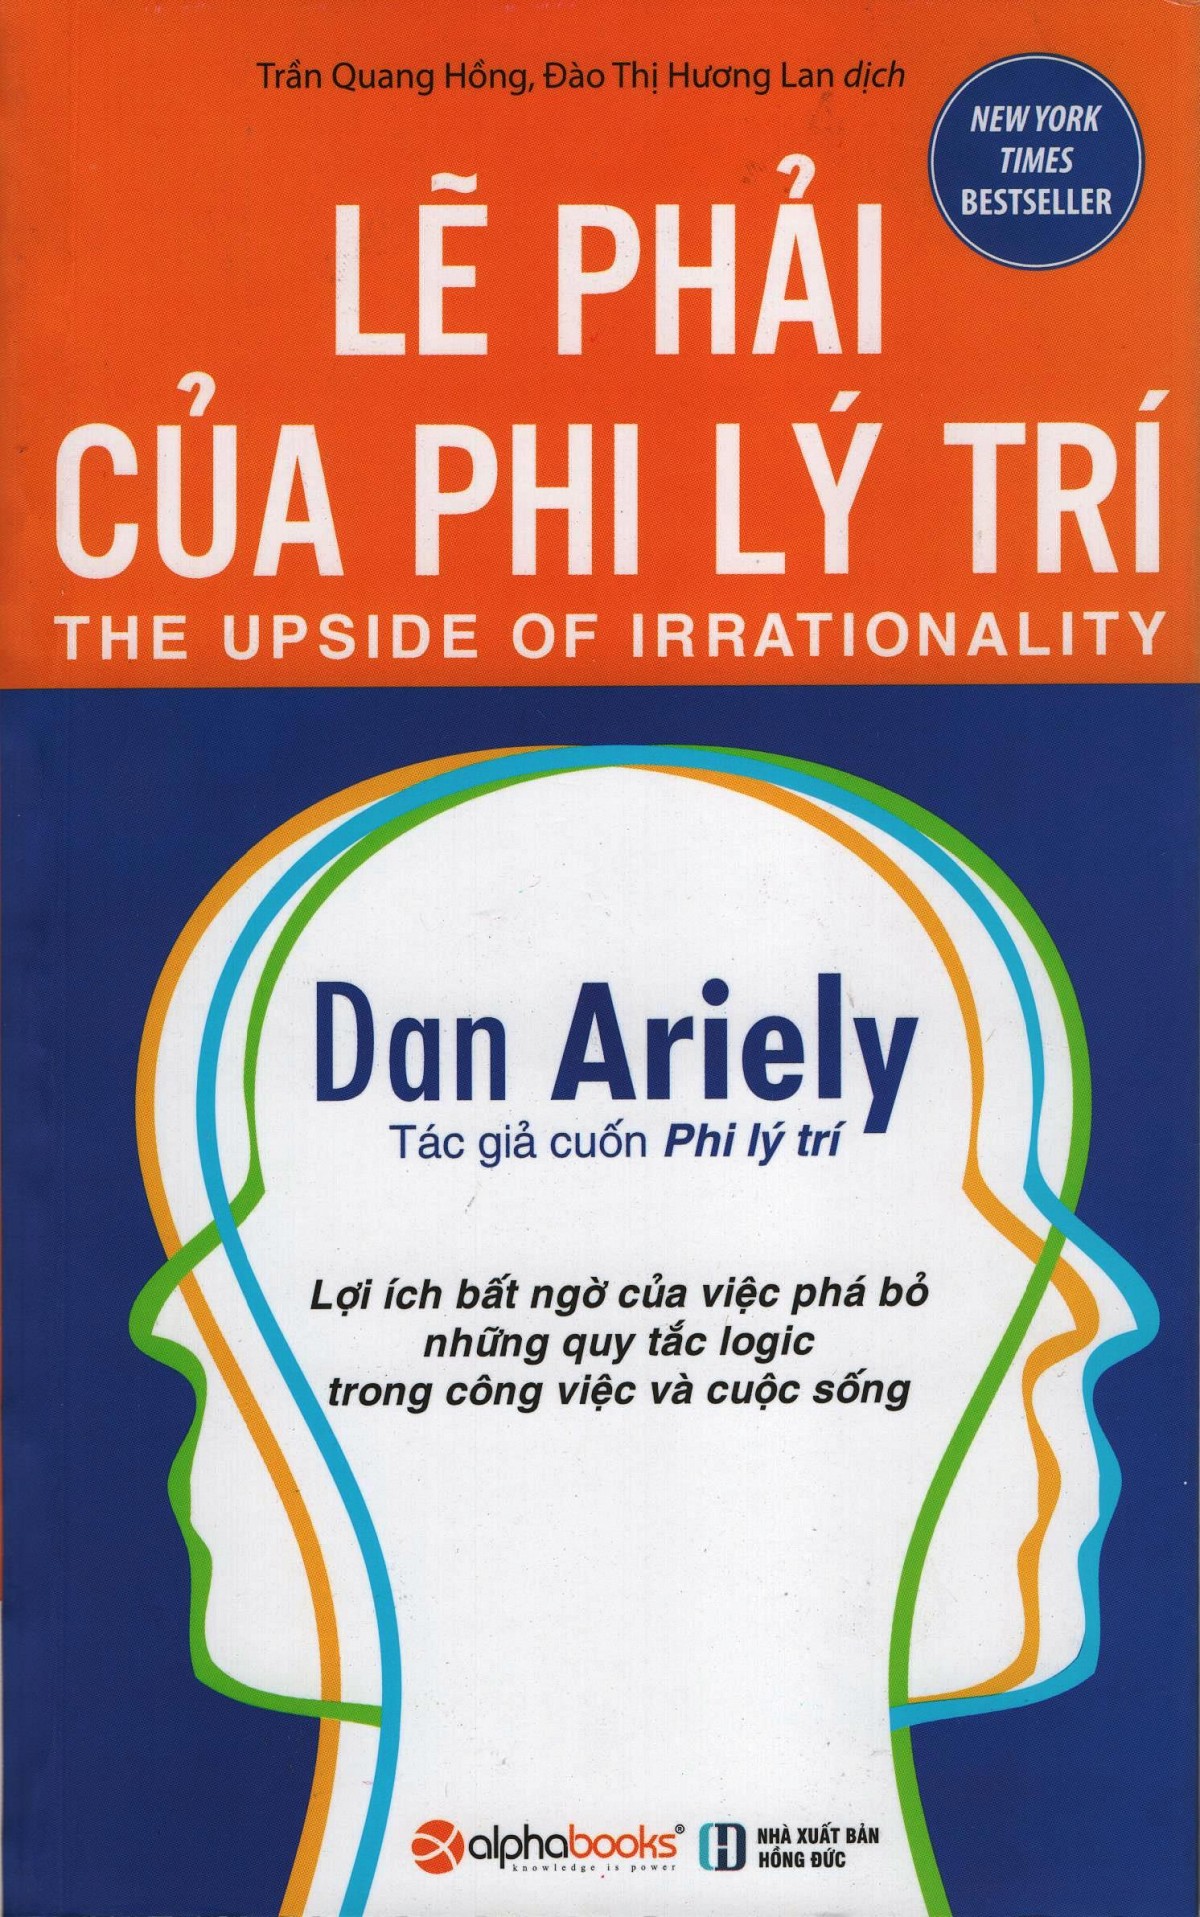 Trần Quang Hồng, Đào Thị Hương Lan dịch
NEW YORK
TIMES
BESTSELLER
LẼ PHẢI
CỦA PHI LÝ TRÍ
THE UPSIDE OF IRRATIONALITY
Dan Ariely
Tác giả cuốn Phi lý trí
Lợi ích bất ngờ của việc phá bỏ
những quy tắc logic
trong công việc và cuộc sống
alphabooks®
knowledge is power
NHÀ XUẤT BẢN
HỒNG ĐỨC